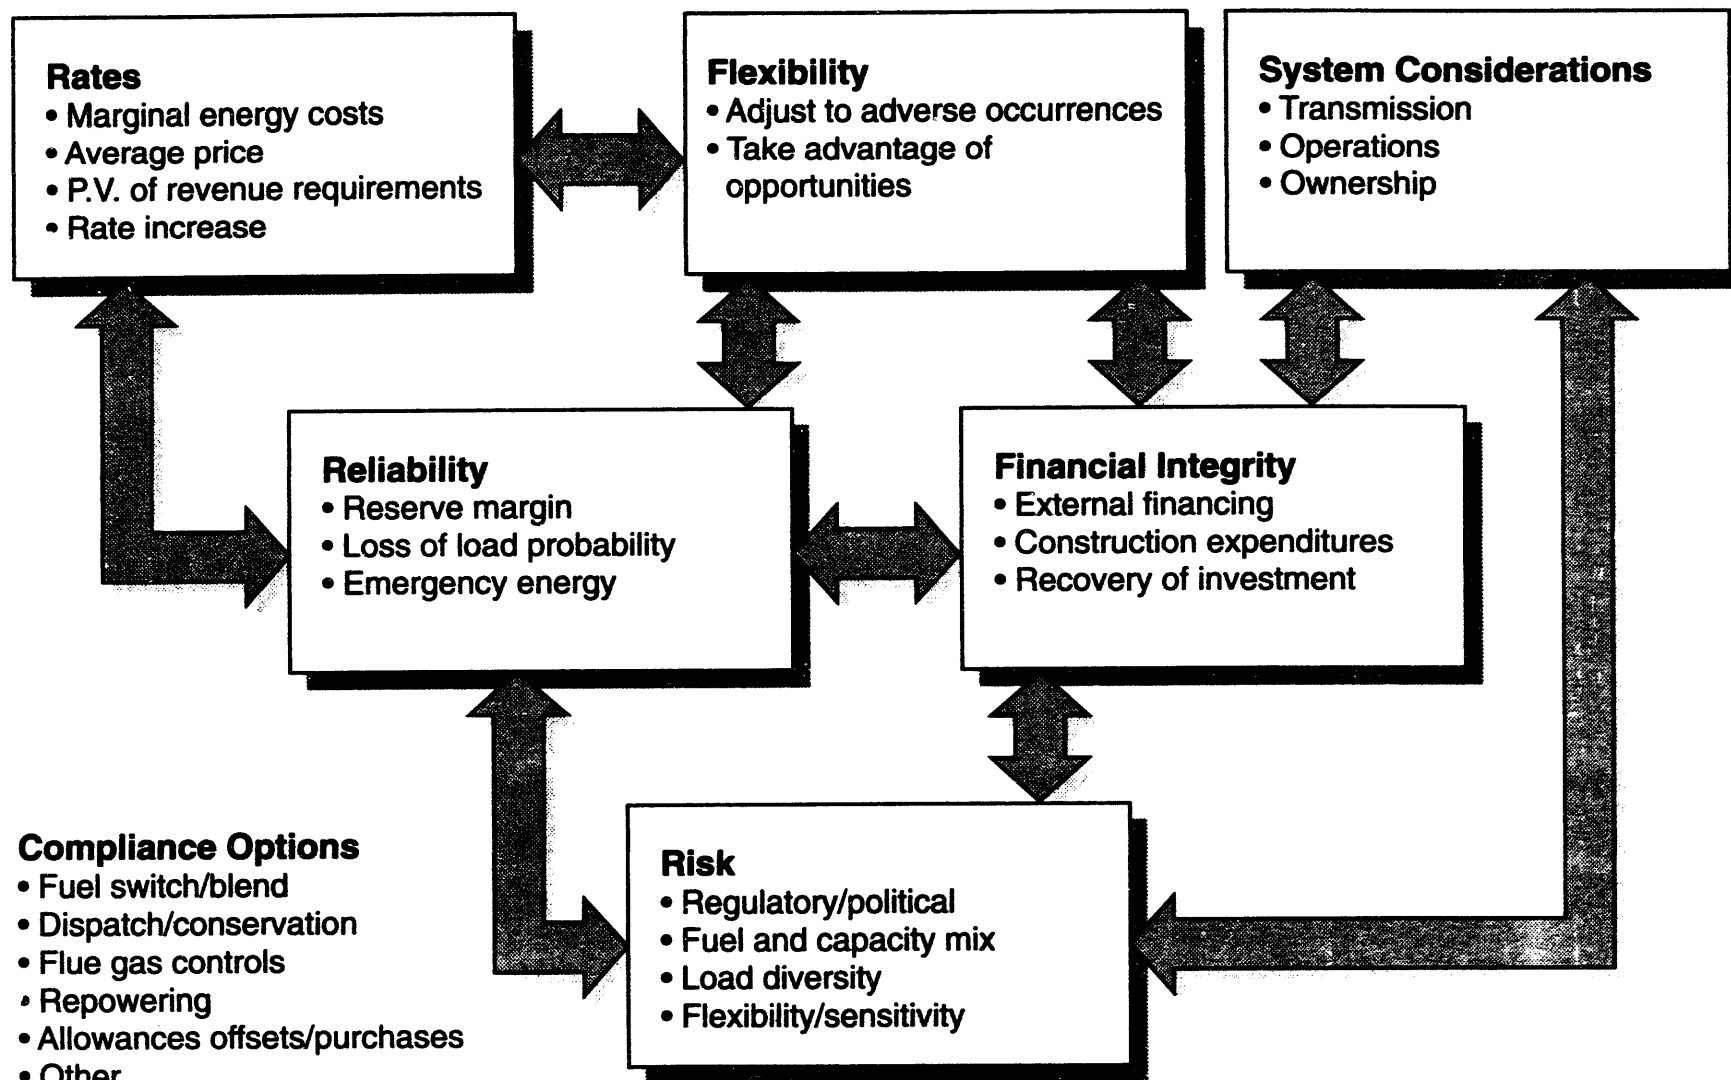 Rates
• Marginal energy costs
• Average price
• P.V. of revenue requirements
• Rate increase
Flexibility
• Adjust to adverse occurrences
• Take advantage of
opportunities
System Considerations
• Transmission
• Operations
• Ownership
Reliability
• Reserve margin
• Loss of load probability
• Emergency energy
Financial Integrity
• External financing
• Construction expenditures
• Recovery of investment
Compliance Options
• Fuel switch/blend
• Dispatch/conservation
• Flue gas controls
• Repowering
• Allowances offsets/purchases
• Other
Risk
• Regulatory/political
• Fuel and capacity mix
• Load diversity
• Flexibility/sensitivity